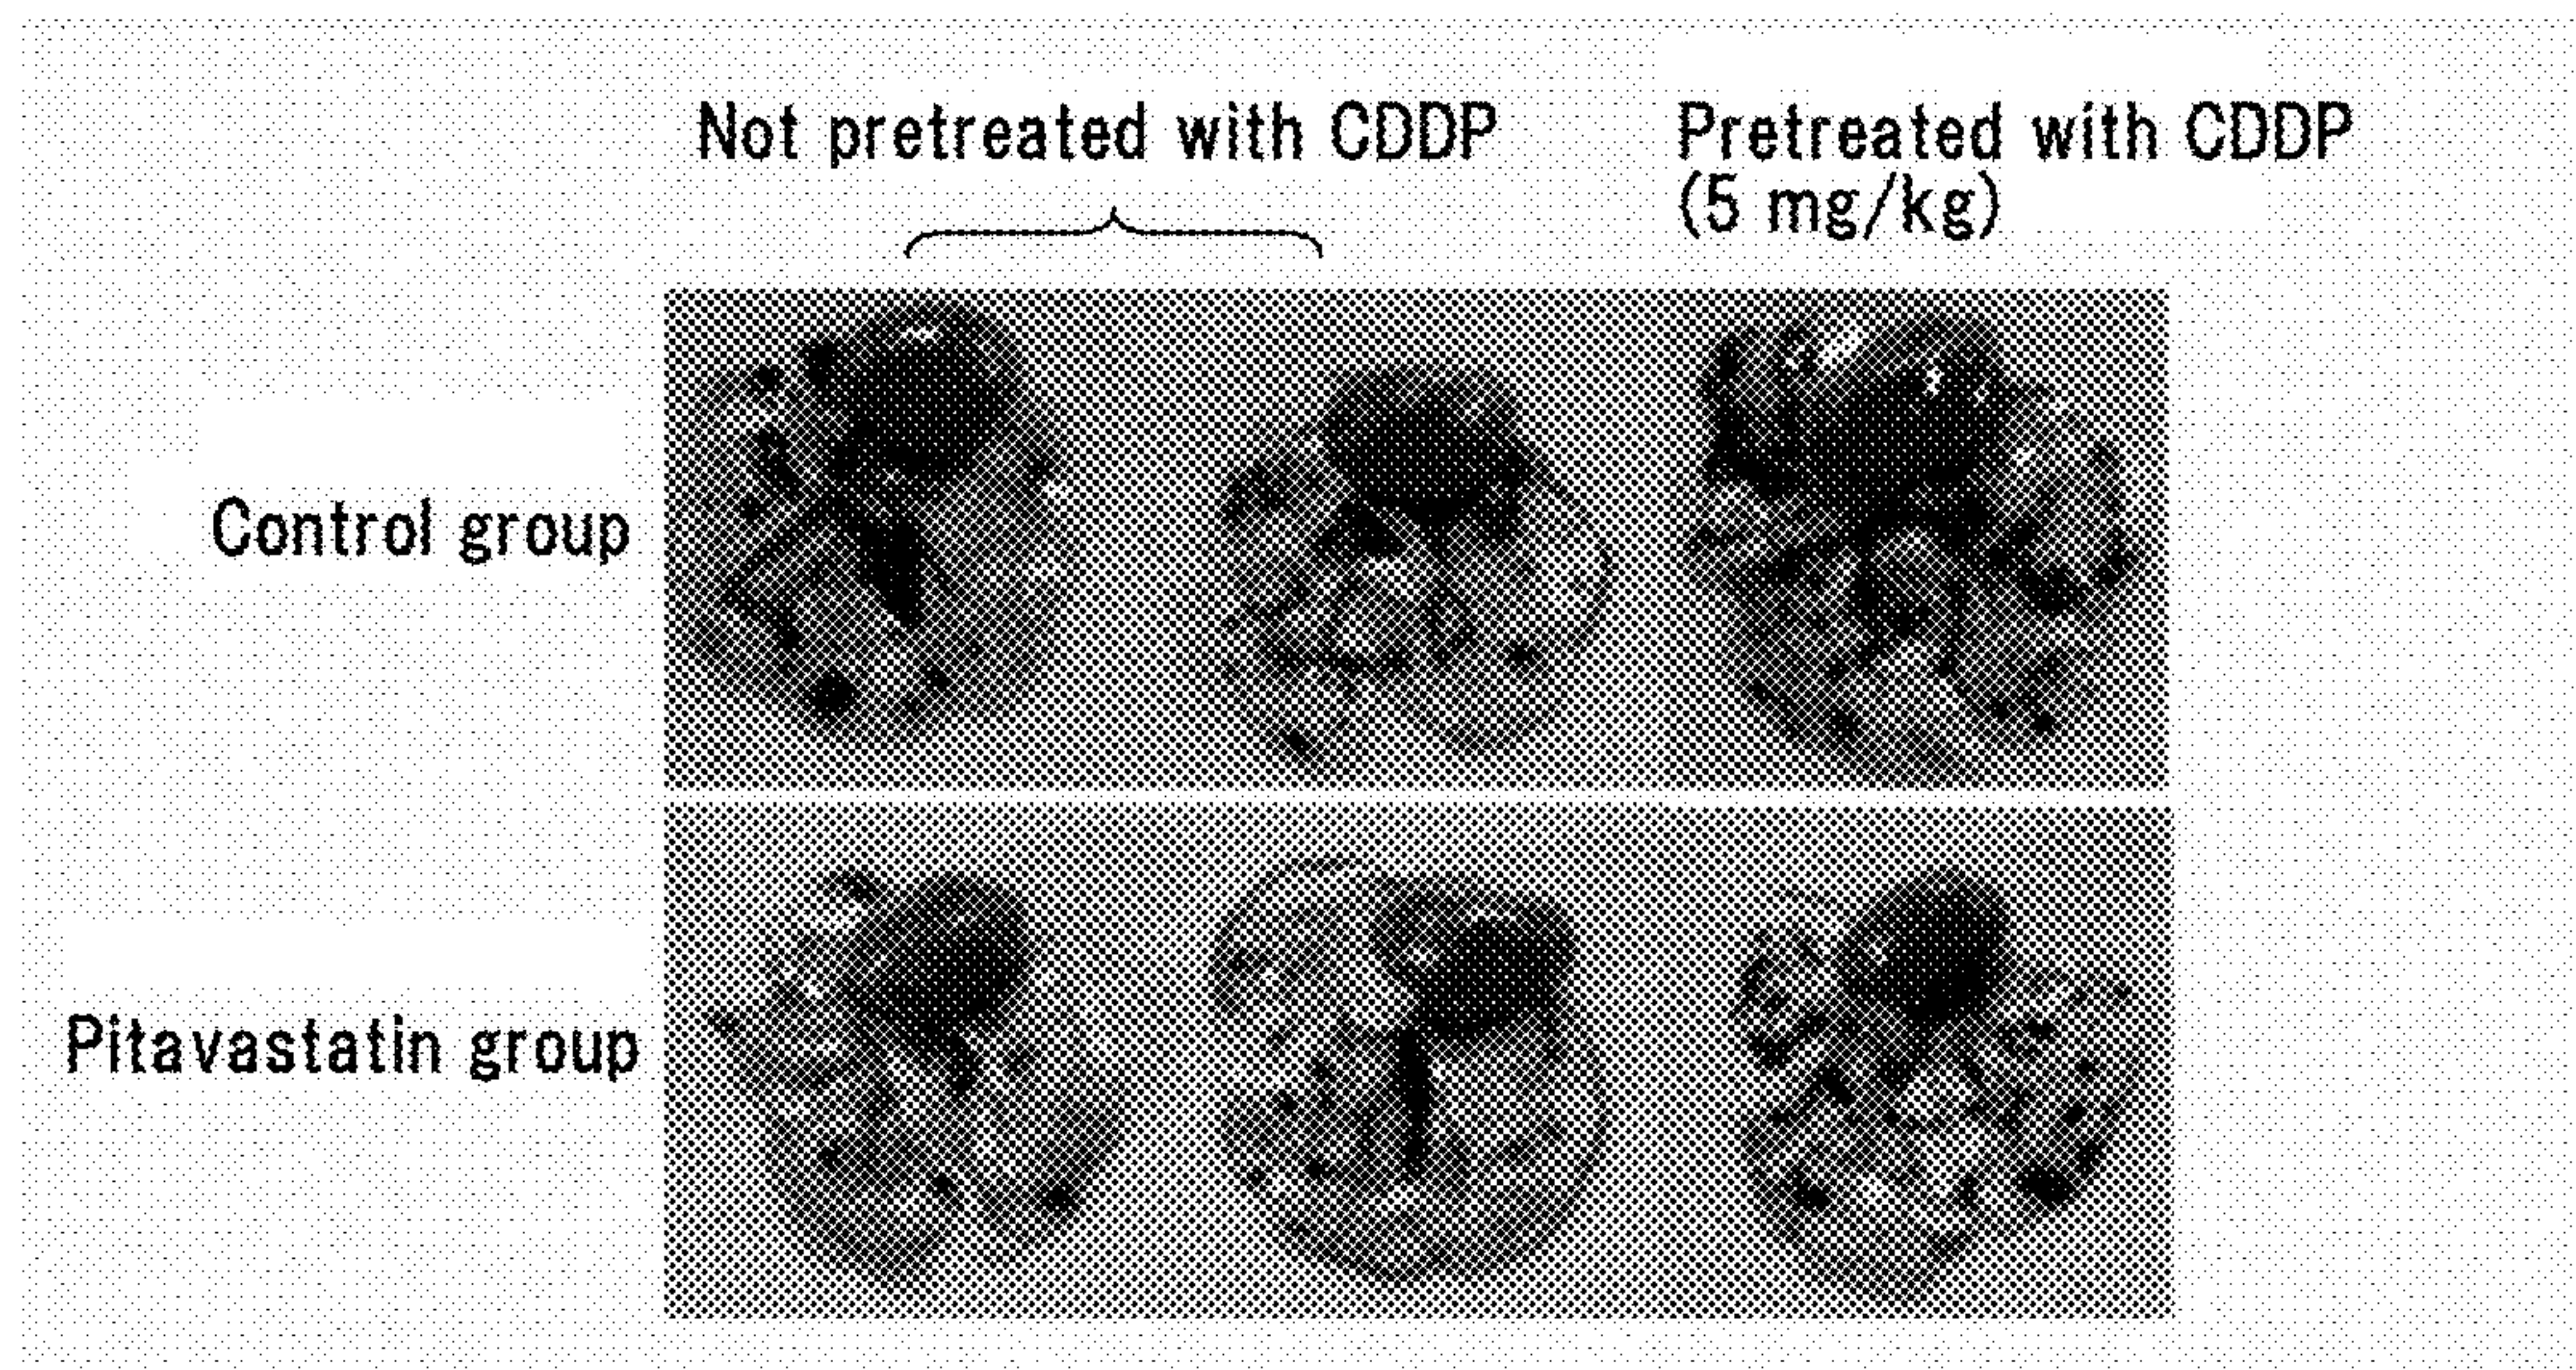 Not pretreated with CDDP
Pretreated with CDDP
(5 mg/kg)
Control group
Pitavastatin group